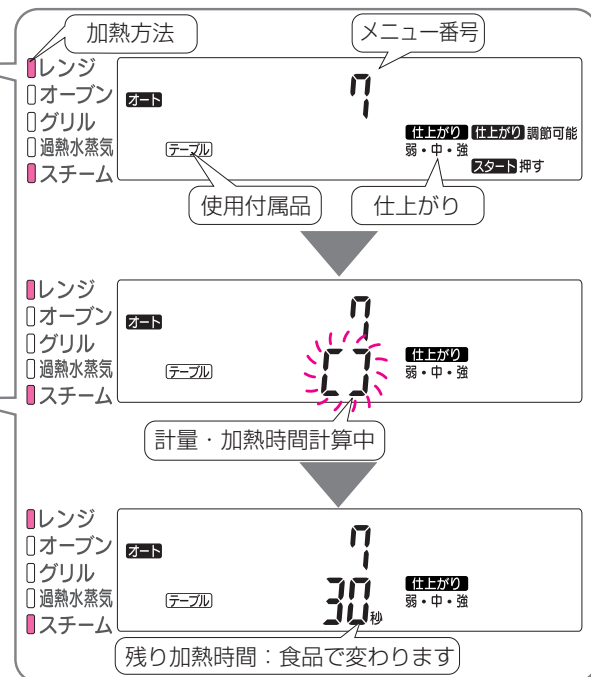 加熱方法
メニュー番号
レンジ
オーブン
グリル
過熱水蒸気
スチーム
オート
7
テーブル
仕上がり 仕上がり 調節可能
弱・中・強
スタート 押す
使用付属品
仕上がり
レンジ
オーブン
グリル
過熱水蒸気
スチーム
オート
7
テーブル
仕上がり
弱・中・強
計量・加熱時間計算中
レンジ
オーブン
グリル
過熱水蒸気
スチーム
オート
7
テーブル
30秒
仕上がり
弱・中・強
残り加熱時間：食品で変わります